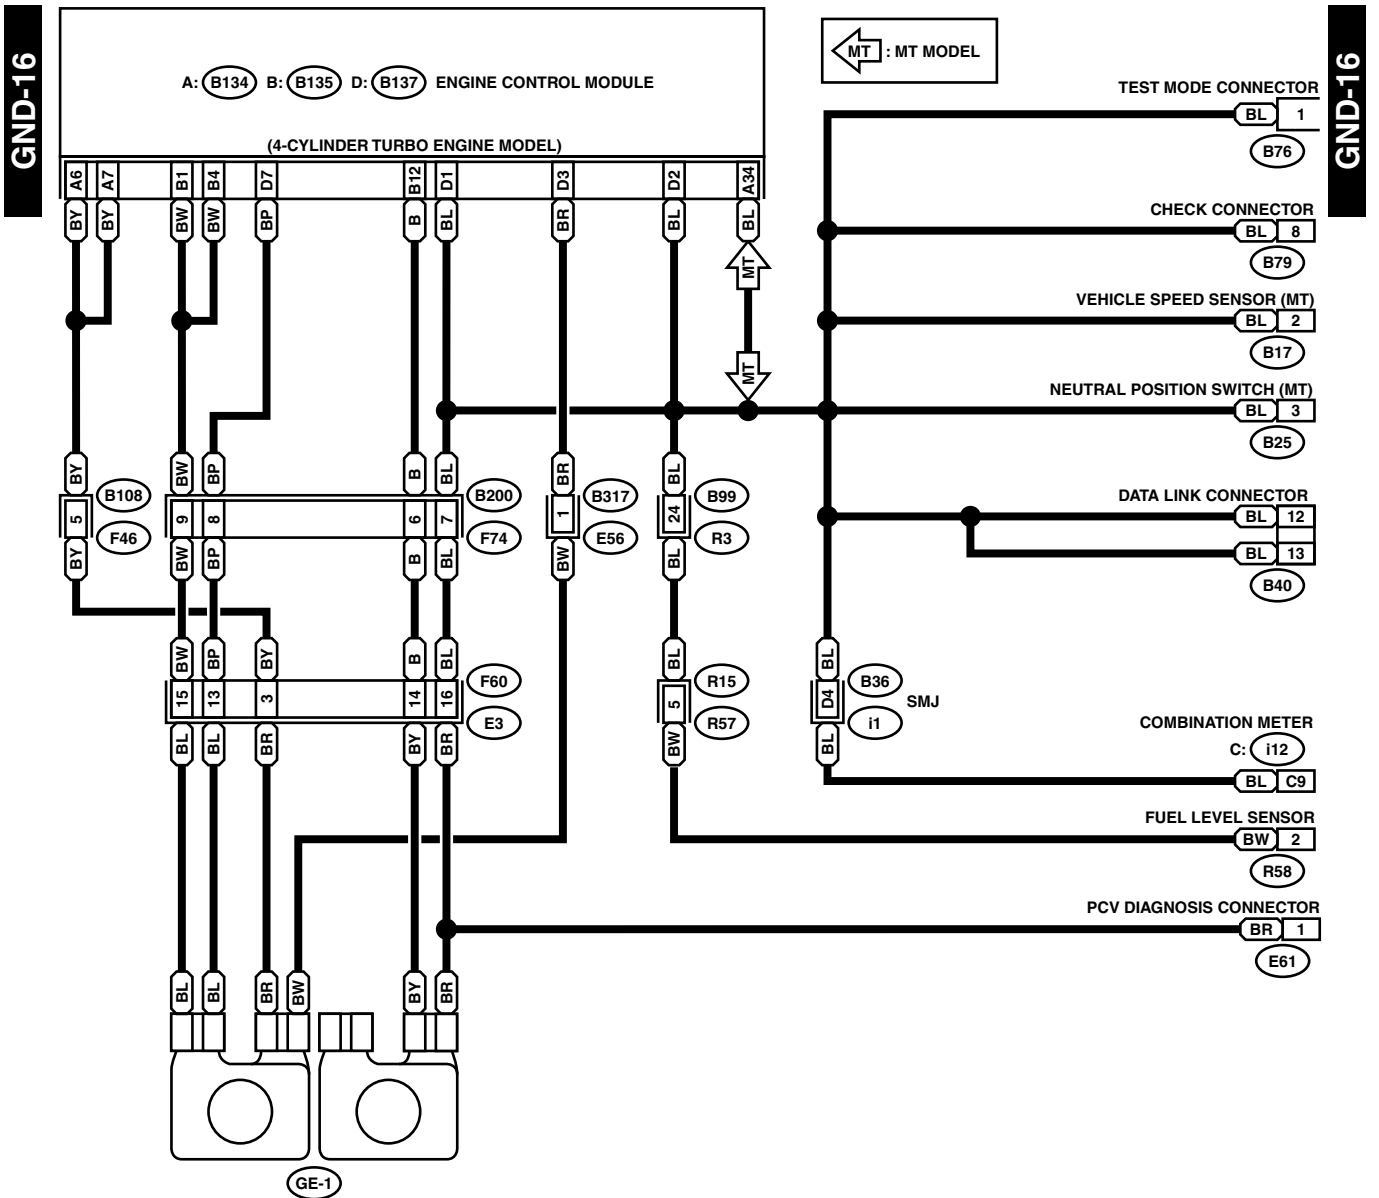 GND-16
GND-16
MT : MT MODEL
A: B134 B: B135 D: B137 ENGINE CONTROL MODULE
(4-CYLINDER TURBO ENGINE MODEL)
TEST MODE CONNECTOR
BL 1
B76
A6 A7 B1 B4 D7 B12 D1 D3 D2 A34
BY BY BW BW BP B BL BR BL BL
CHECK CONNECTOR
BL 8
B79
MT
VEHICLE SPEED SENSOR (MT)
BL 2
B17
MT
NEUTRAL POSITION SWITCH (MT)
BL 3
B25
BY BW BP B BL BR BL
B108 B200 B317 B99
5 9 8 6 7 1 24
F46 F74 E56 R3
BY BW BP B BL BW BL
DATA LINK CONNECTOR
BL 12
BL 13
B40
BW BP BY B BL BL BL
F60 R15 B36
15 13 3 14 16 5 D4 SMJ
E3 R57 i1
BL BL BR BY BR BW BL
COMBINATION METER
C: i12
BL C9
FUEL LEVEL SENSOR
BW 2
R58
PCV DIAGNOSIS CONNECTOR
BR 1
E61
BL BL BR BW BY BR
GE-1